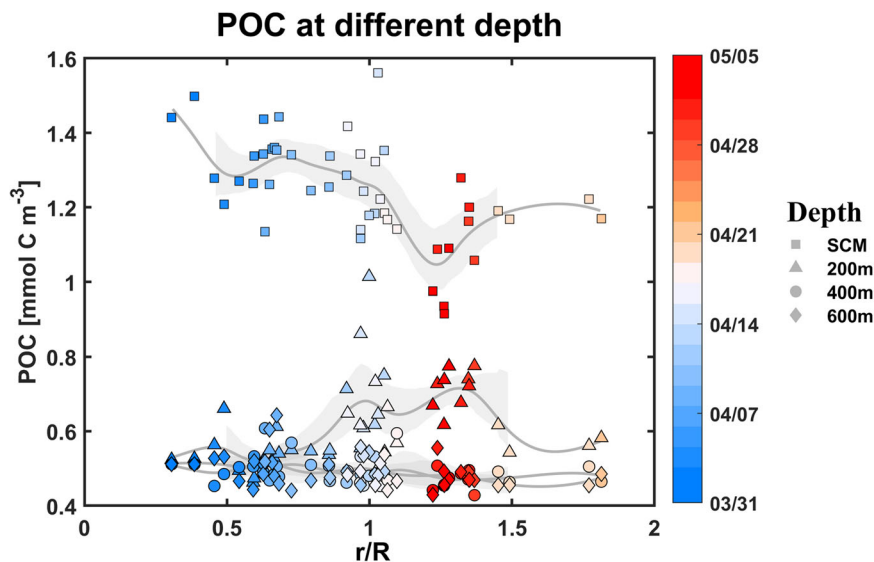 POC at different depth
POC [mmol C m⁻³]
1.6
1.4
1.2
1
0.8
0.6
0.4
0
0.5
1
1.5
2
r/R
05/05
04/28
04/21
04/14
04/07
03/31
Depth
SCM
200m
400m
600m